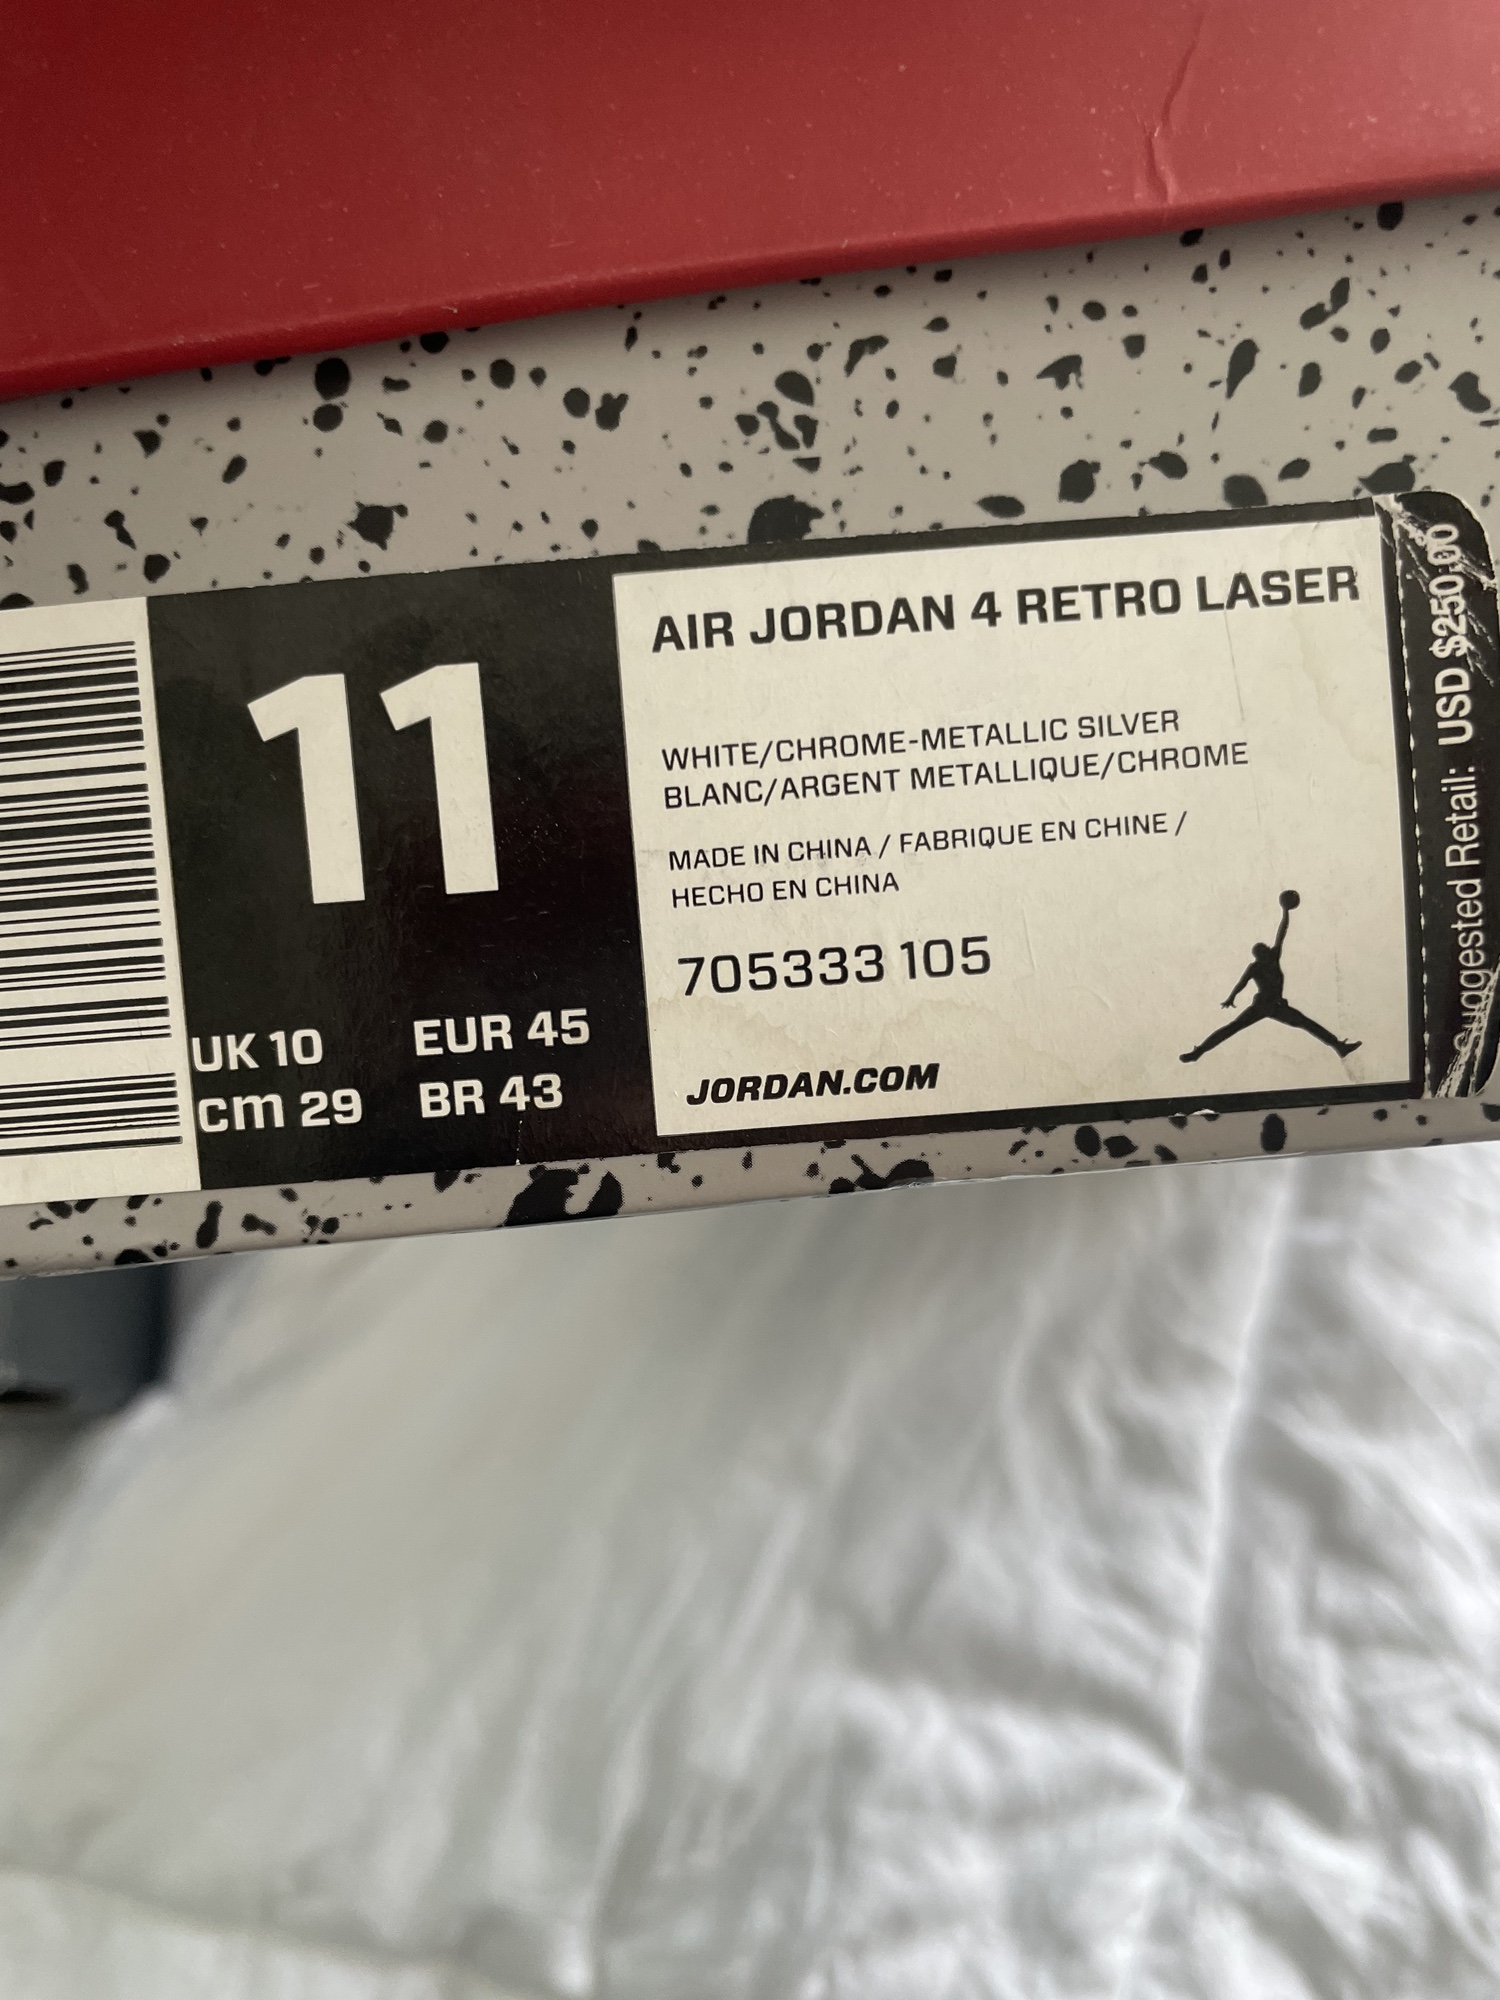 11
UK 10
EUR 45
cm 29
BR 43
AIR JORDAN 4 RETRO LASER
WHITE/CHROME-METALLIC SILVER
BLANC/ARGENT METALLIQUE/CHROME
MADE IN CHINA / FABRIQUE EN CHINE /
HECHO EN CHINA
705333 105
JORDAN.COM
Suggested Retail: USD $250.00